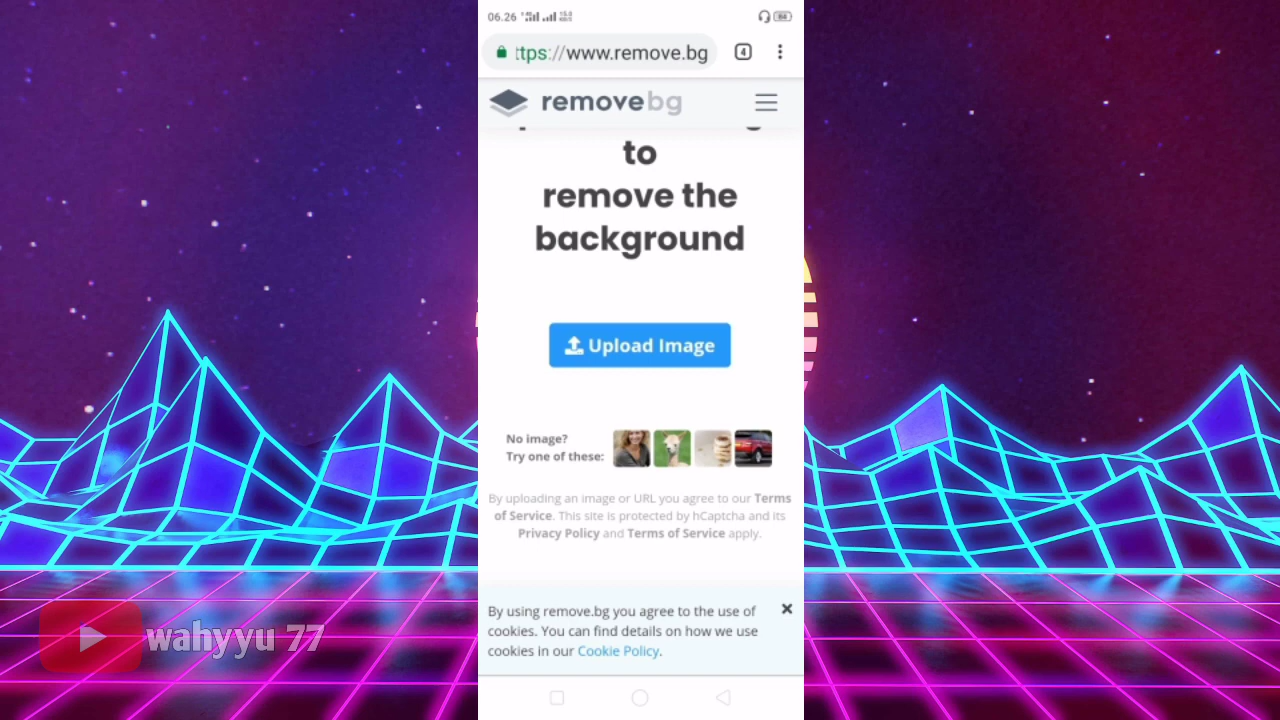 06.26
84
ttps://www.remove.bg
4
removebg
to
remove the
background
Upload Image
No image?
Try one of these:
By uploading an image or URL you agree to our Terms
of Service. This site is protected by hCaptcha and its
Privacy Policy and Terms of Service apply.
By using remove.bg you agree to the use of
cookies. You can find details on how we use
cookies in our Cookie Policy.
wahyyu 77